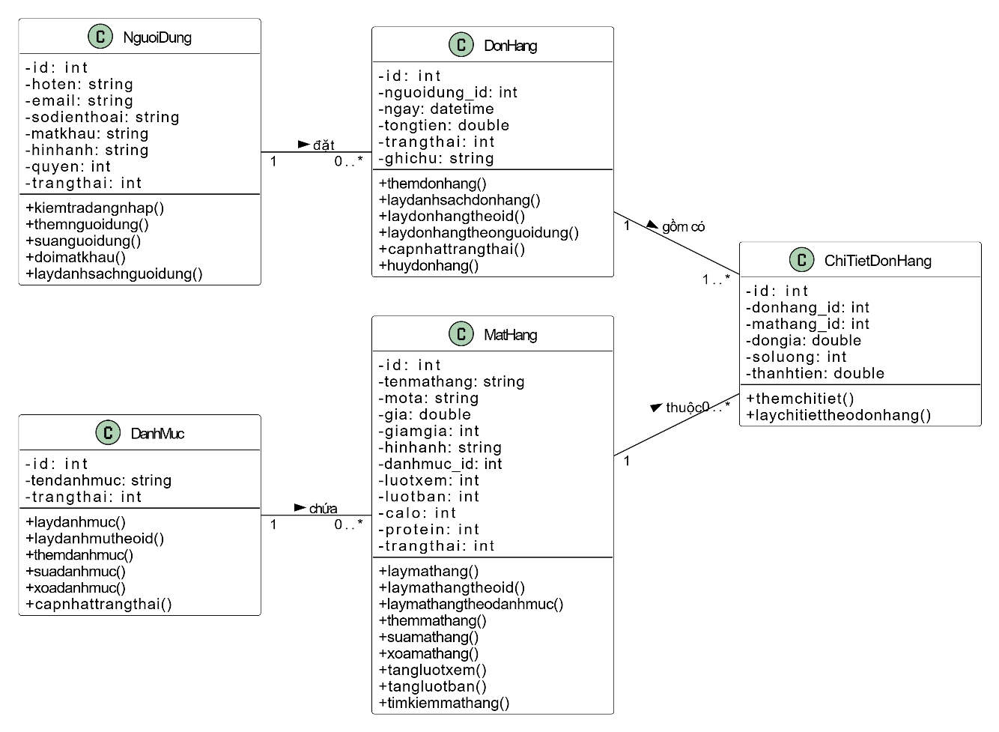 C NguoiDung
-id: int
-hoten: string
-email: string
-sodienthoai: string
-matkhau: string
-hinhanh: string
-quyen: int
-trangthai: int
+kiemtradangnhap()
+themnguoidung()
+suanguoidung()
+doimatkhau()
+laydanhsachnguoidung()
đặt
1
0..*
C DonHang
-id: int
-nguoidung_id: int
-ngay: datetime
-tongtien: double
-trangthai: int
-ghichu: string
+themdonhang()
+laydanhsachdonhang()
+laydonhangtheoid()
+laydonhangtheonguoidung()
+capnhattrangthai()
+huydonhang()
1
gồm có
1..*
C ChiTietDonHang
-id: int
-donhang_id: int
-mathang_id: int
-dongia: double
-soluong: int
-thanhtien: double
+themchitiet()
+laychitiettheodonhang()
C DanhMuc
-id: int
-tendanhmuc: string
-trangthai: int
+laydanhmuc()
+laydanhmutheoid()
+themdanhmuc()
+suadanhmuc()
+xoadanhmuc()
+capnhattrangthai()
chứa
1
0..*
C MatHang
-id: int
-tenmathang: string
-mota: string
-gia: double
-giamgia: int
-hinhanh: string
-danhmuc_id: int
-luotxem: int
-luotban: int
-calo: int
-protein: int
-trangthai: int
+laymathang()
+laymathangtheoid()
+laymathangtheodanhmuc()
+themmathang()
+suamathang()
+xoamathang()
+tangluotxem()
+tangluotban()
+timkiemmathang()
thuộc
0..*
1